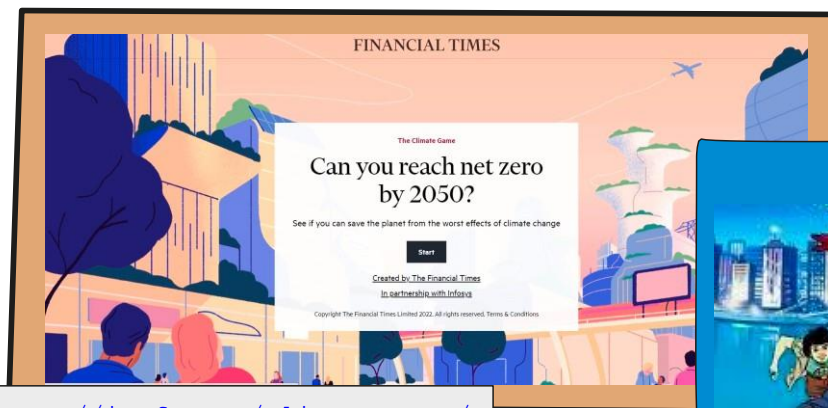 FINANCIAL TIMES
The Climate Game
Can you reach net zero
by 2050?
See if you can save the planet from the worst effects of climate change
Start
Created by The Financial Times
In partnership with Infosys
Copyright The Financial Times Limited 2022. All rights reserved. Terms & Conditions